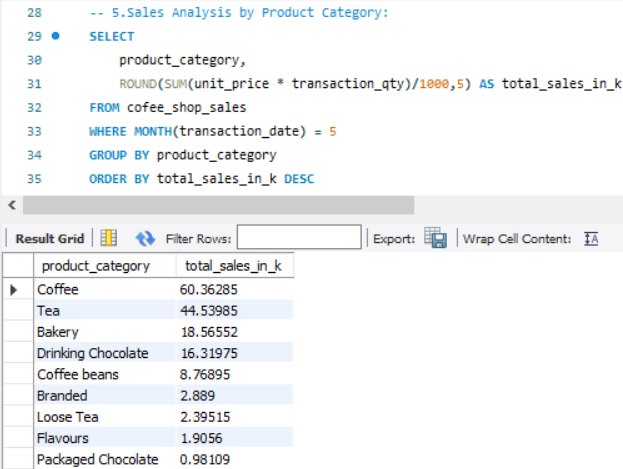 28 -- 5.Sales Analysis by Product Category:
29 SELECT
30 product_category,
31 ROUND(SUM(unit_price * transaction_qty)/1000,5) AS total_sales_in_k
32 FROM cofee_shop_sales
33 WHERE MONTH(transaction_date) = 5
34 GROUP BY product_category
35 ORDER BY total_sales_in_k DESC
Result Grid Filter Rows: Export: Wrap Cell Content: IA
product_category total_sales_in_k
Coffee 60.36285
Tea 44.53985
Bakery 18.56552
Drinking Chocolate 16.31975
Coffee beans 8.76895
Branded 2.889
Loose Tea 2.39515
Flavours 1.9056
Packaged Chocolate 0.98109